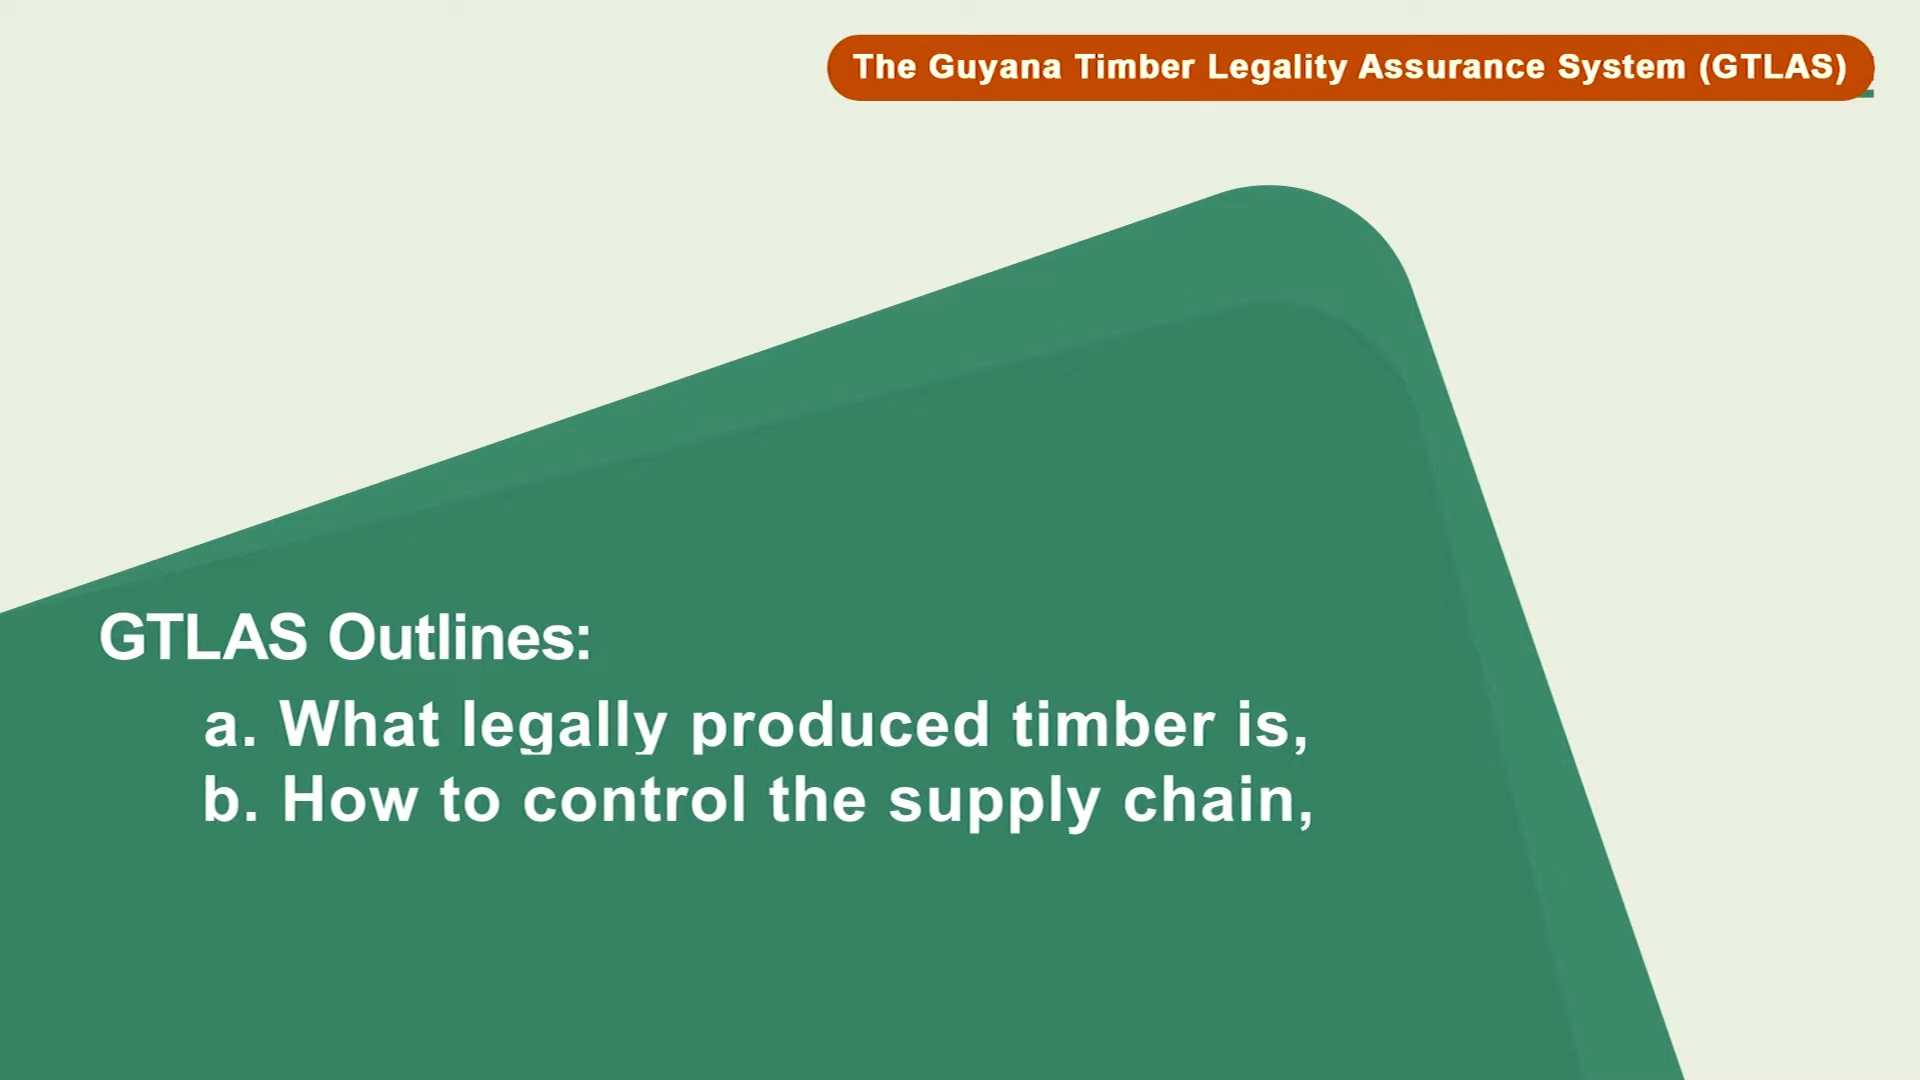 The Guyana Timber Legality Assurance System (GTLAS)
GTLAS Outlines:
a. What legally produced timber is,
b. How to control the supply chain,